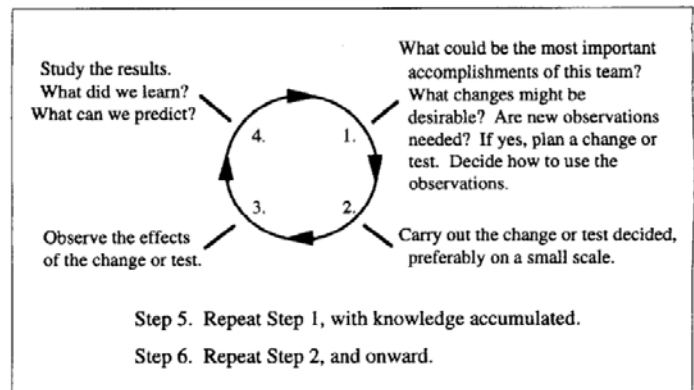 What could be the most important
accomplishments of this team?
What changes might be
desirable? Are new observations
needed? If yes, plan a change or
test. Decide how to use the
observations.
Study the results.
What did we learn?
What can we predict?
4.
1.
3.
2.
Observe the effects
of the change or test.
Carry out the change or test decided,
preferably on a small scale.
Step 5. Repeat Step 1, with knowledge accumulated.
Step 6. Repeat Step 2, and onward.